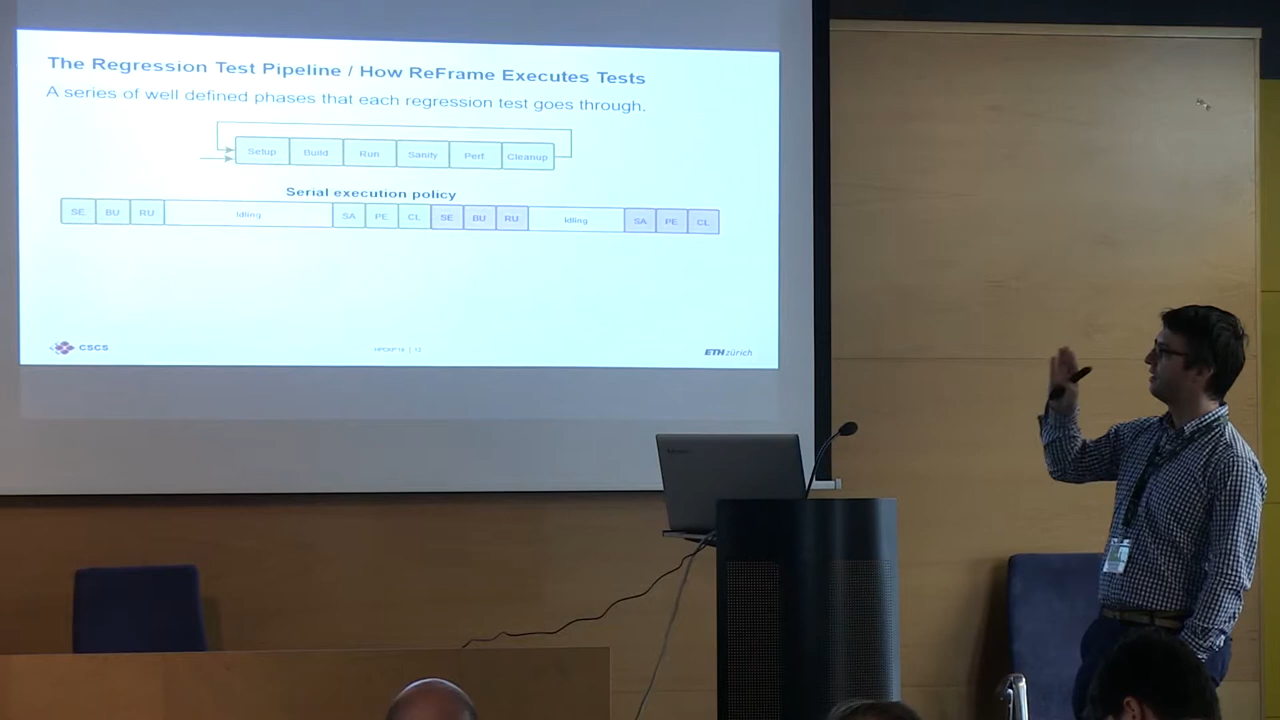 The Regression Test Pipeline / How ReFrame Executes Tests
A series of well defined phases that each regression test goes through.
Setup Build Run Sanity Perf. Cleanup
Serial execution policy
SE BU RU Idling SA PE CL SE BU RU Idling SA PE CL
CSCS
ETH zürich